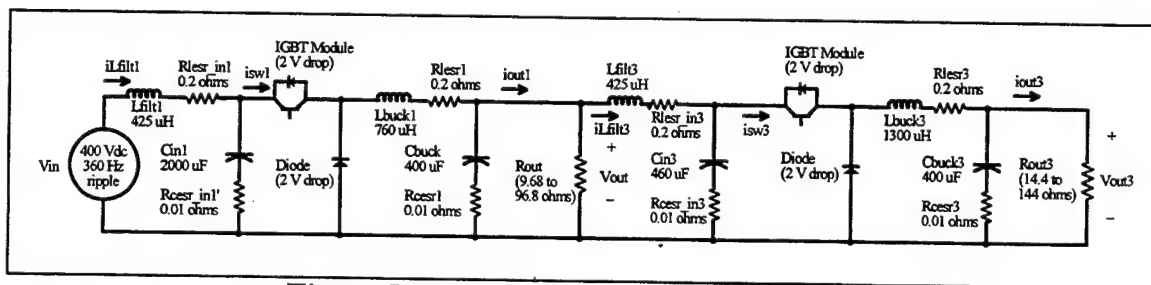 iLfilt1
Rlesr_in1
0.2 ohms
Lfilt1
425 uH
isw1
IGBT Module
(2 V drop)
Rlesr1
0.2 ohms
iout1
Lfilt3
425 uH
Rlesr_in3
0.2 ohms
IGBT Module
(2 V drop)
Rlesr3
0.2 ohms
iout3
Vin
400 Vdc
360 Hz
ripple
Cin1
2000 uF
Rcesr_in1'
0.01 ohms
Diode
(2 V drop)
Lbuck1
760 uH
Cbuck
400 uF
Rcesr1
0.01 ohms
Rout
(9.68 to
96.8 ohms)
iLfilt3
+
Vout
–
Cin3
460 uF
Rcesr_in3
0.01 ohms
isw3
Diode
(2 V drop)
Lbuck3
1300 uH
Cbuck3
400 uF
Rcesr3
0.01 ohms
Rout3
(14.4 to
144 ohms)
+
Vout3
–